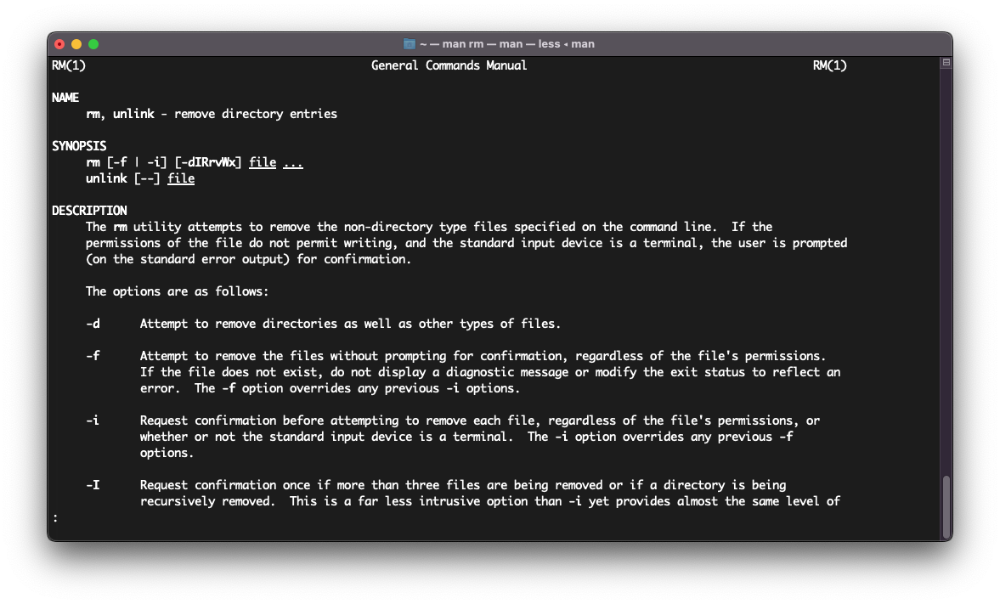 ~ — man rm — man — less ◂ man
RM(1) General Commands Manual RM(1)
NAME
rm, unlink - remove directory entries
SYNOPSIS
rm [-f | -i] [-dIRrvWx] file ...
unlink [--] file
DESCRIPTION
The rm utility attempts to remove the non-directory type files specified on the command line.  If the
permissions of the file do not permit writing, and the standard input device is a terminal, the user is prompted
(on the standard error output) for confirmation.
The options are as follows:
-d Attempt to remove directories as well as other types of files.
-f Attempt to remove the files without prompting for confirmation, regardless of the file's permissions.
If the file does not exist, do not display a diagnostic message or modify the exit status to reflect an
error.  The -f option overrides any previous -i options.
-i Request confirmation before attempting to remove each file, regardless of the file's permissions, or
whether or not the standard input device is a terminal.  The -i option overrides any previous -f
options.
-I Request confirmation once if more than three files are being removed or if a directory is being
recursively removed.  This is a far less intrusive option than -i yet provides almost the same level of
: